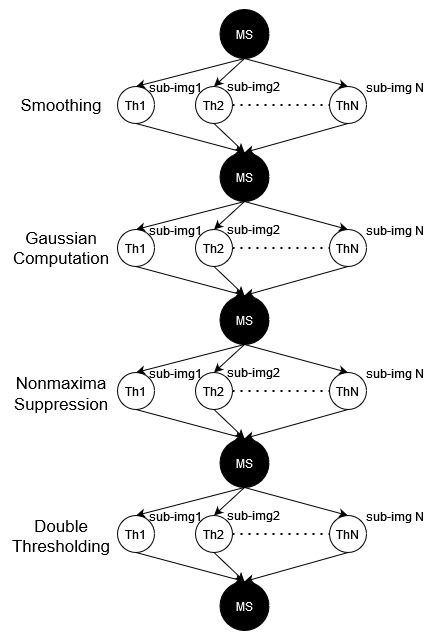 MS
sub-img1 sub-img2 sub-img N
Smoothing Th1 Th2 ThN
MS
sub-img1 sub-img2 sub-img N
Gaussian
Computation
Th1 Th2 ThN
MS
sub-img1 sub-img2 sub-img N
Nonmaxima
Suppression
Th1 Th2 ThN
MS
sub-img1 sub-img2 sub-img N
Double
Thresholding
Th1 Th2 ThN
MS